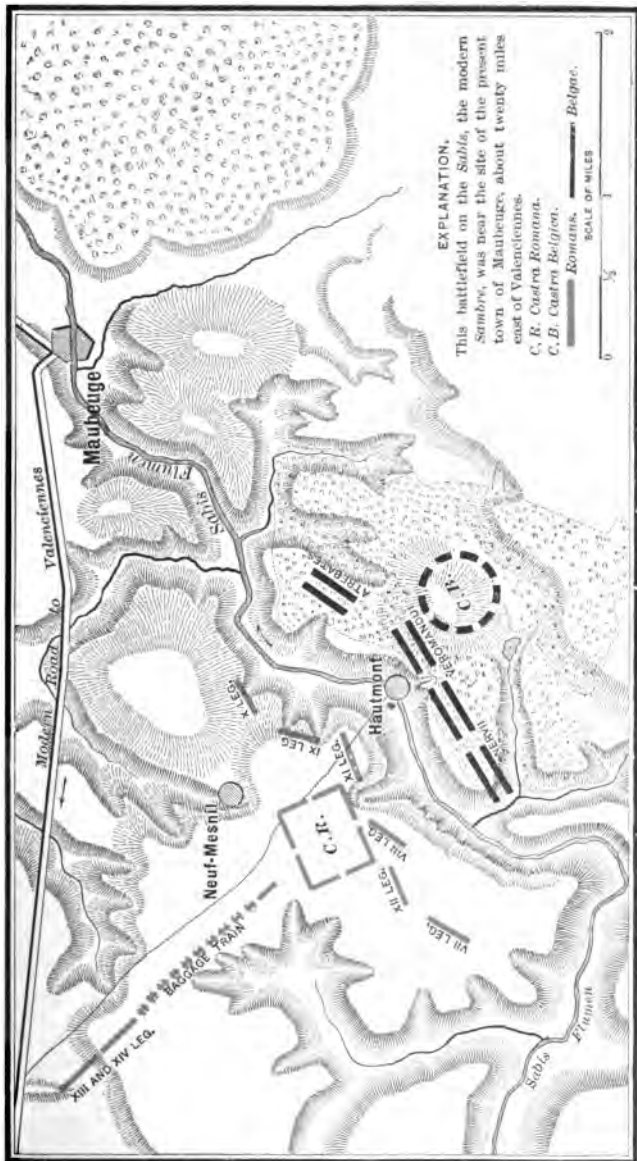 Modern Road to Valenciennes
Maubeuge
Sabis Flumen
X LEG.
IX LEG
XI LEG.
Neuf-Mesnil
Hautmont
ATREBATES
VEROMANDUI
NERVII
C. B.
C. R.
VIII LEG.
XII LEG.
VII LEG.
BAGGAGE TRAIN
XIII AND XIV LEG.
Sabis Flumen
EXPLANATION.
This battlefield on the Sabis, the modern
Sambre, was near the site of the present
town of Maubeuge, about twenty miles
east of Valenciennes.
C. R. Castra Romana.
C. B. Castra Belgica.
Romans. Belgae.
SCALE OF MILES
0 ½ 1 2